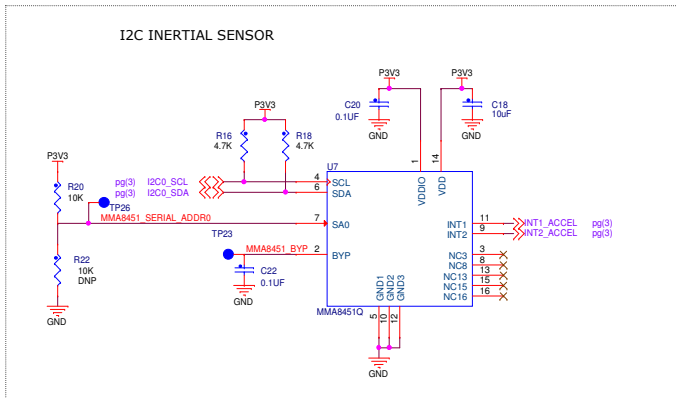 I2C INERTIAL SENSOR
P3V3
P3V3
C20
0.1UF
C18
10uF
GND
GND
P3V3
R16
4.7K
R18
4.7K
P3V3
R20
10K
pg(3) I2C0_SCL
pg(3) I2C0_SDA
TP26
MMA8451_SERIAL_ADDR0
R22
10K
DNP
GND
TP23
MMA8451_BYP
C22
0.1UF
GND
U7
4 SCL
6 SDA
7 SA0
2 BYP
1 VDDIO
14 VDD
INT1 11 INT1_ACCEL pg(3)
INT2 9 INT2_ACCEL pg(3)
NC3 3
NC8 8
NC13 13
NC15 15
NC16 16
GND1 GND2 GND3
MMA8451Q
5 10 12
GND